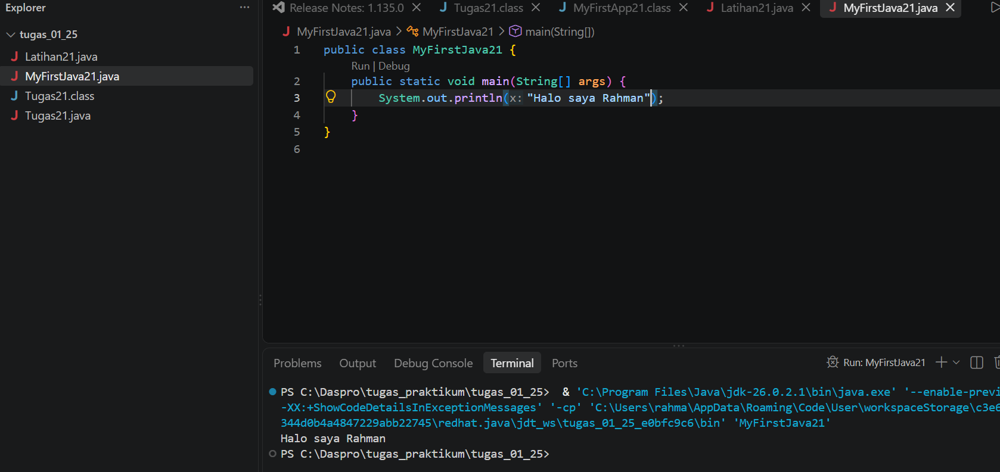 Explorer ···
tugas_01_25
Latihan21.java
MyFirstJava21.java
Tugas21.class
Tugas21.java
Release Notes: 1.135.0
Tugas21.class
MyFirstApp21.class
Latihan21.java
MyFirstJava21.java
MyFirstJava21.java > MyFirstJava21 > main(String[])
1 public class MyFirstJava21 {
Run | Debug
2 public static void main(String[] args) {
3 System.out.println(x: "Halo saya Rahman");
4 }
5 }
6
Problems Output Debug Console Terminal Ports
Run: MyFirstJava21
PS C:\Daspro\tugas_praktikum\tugas_01_25>  & 'C:\Program Files\Java\jdk-26.0.2.1\bin\java.exe' '--enable-previ
-XX:+ShowCodeDetailsInExceptionMessages' '-cp' 'C:\Users\rahma\AppData\Roaming\Code\User\workspaceStorage\c3e6
344d0b4a4847229abb22745\redhat.java\jdt_ws\tugas_01_25_e0bfc9c6\bin' 'MyFirstJava21'
Halo saya Rahman
PS C:\Daspro\tugas_praktikum\tugas_01_25>